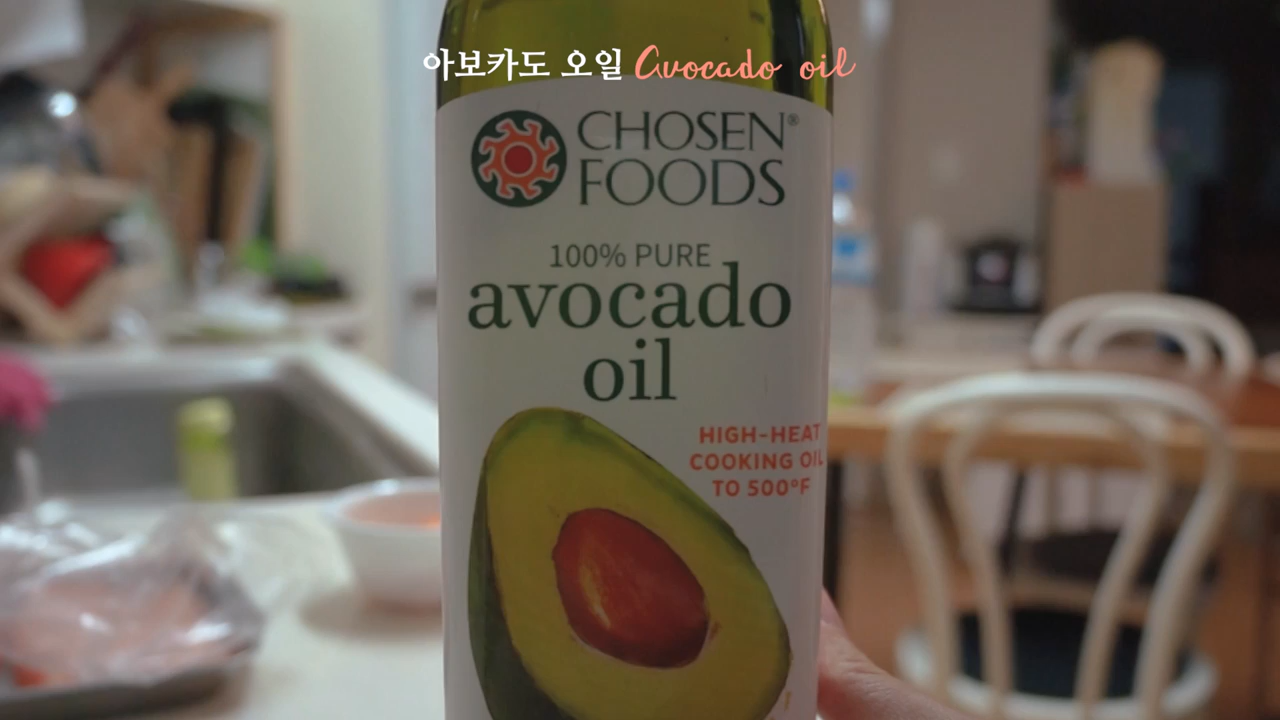 아보카도 오일 Avocado oil
CHOSEN®
FOODS
100% PURE
avocado
oil
HIGH-HEAT
COOKING OIL
TO 500°F